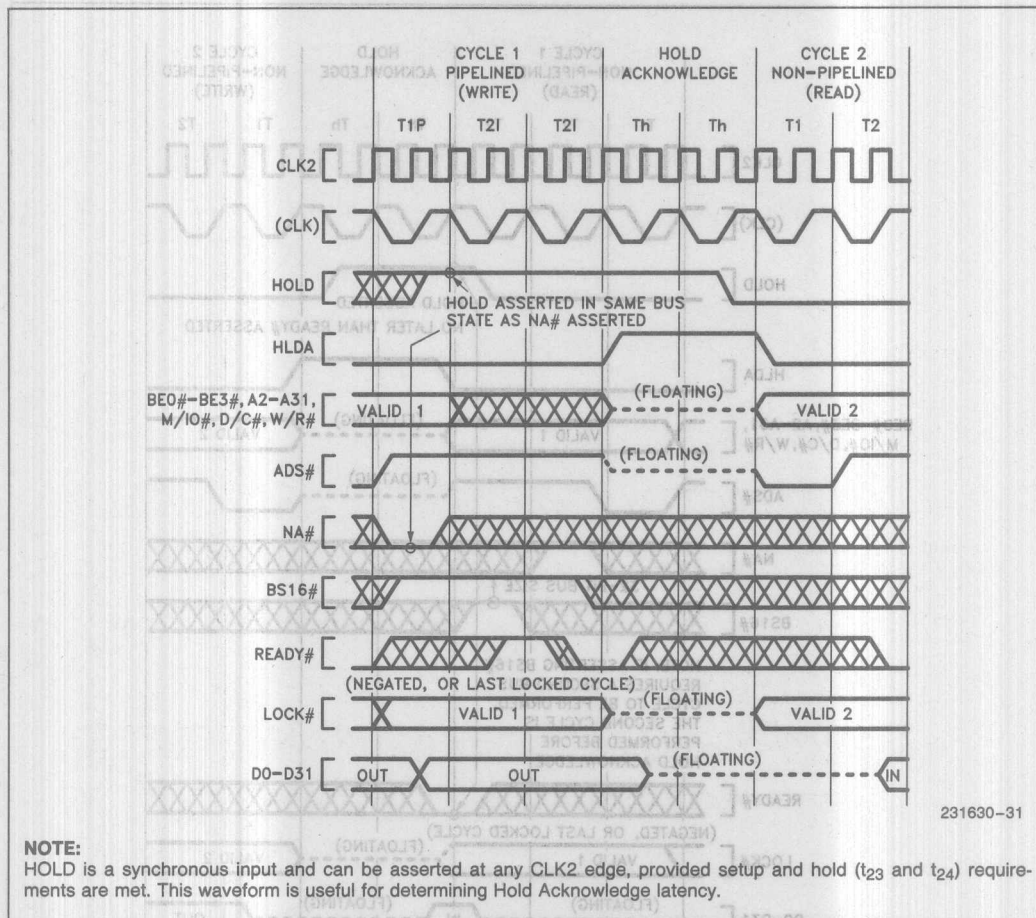 CYCLE 1 PIPELINED (WRITE)
HOLD ACKNOWLEDGE
CYCLE 2 NON-PIPELINED (READ)
T1P T2I T2I Th Th T1 T2
CLK2
(CLK)
HOLD
HOLD ASSERTED IN SAME BUS
STATE AS NA# ASSERTED
HLDA
BE0#-BE3#, A2-A31,
M/IO#, D/C#, W/R#
VALID 1
(FLOATING)
VALID 2
ADS#
(FLOATING)
NA#
BS16#
READY#
(NEGATED, OR LAST LOCKED CYCLE)
LOCK#
VALID 1
(FLOATING)
VALID 2
D0-D31
OUT
OUT
(FLOATING)
IN
231630-31
NOTE:
HOLD is a synchronous input and can be asserted at any CLK2 edge, provided setup and hold (t23 and t24) require-
ments are met. This waveform is useful for determining Hold Acknowledge latency.